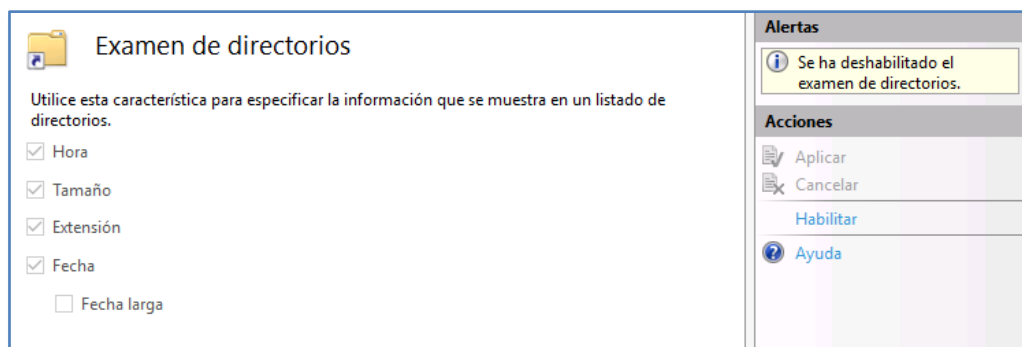 Examen de directorios
Utilice esta característica para especificar la información que se muestra en un listado de
directorios.
Hora
Tamaño
Extensión
Fecha
Fecha larga
Alertas
Se ha deshabilitado el
examen de directorios.
Acciones
Aplicar
Cancelar
Habilitar
Ayuda